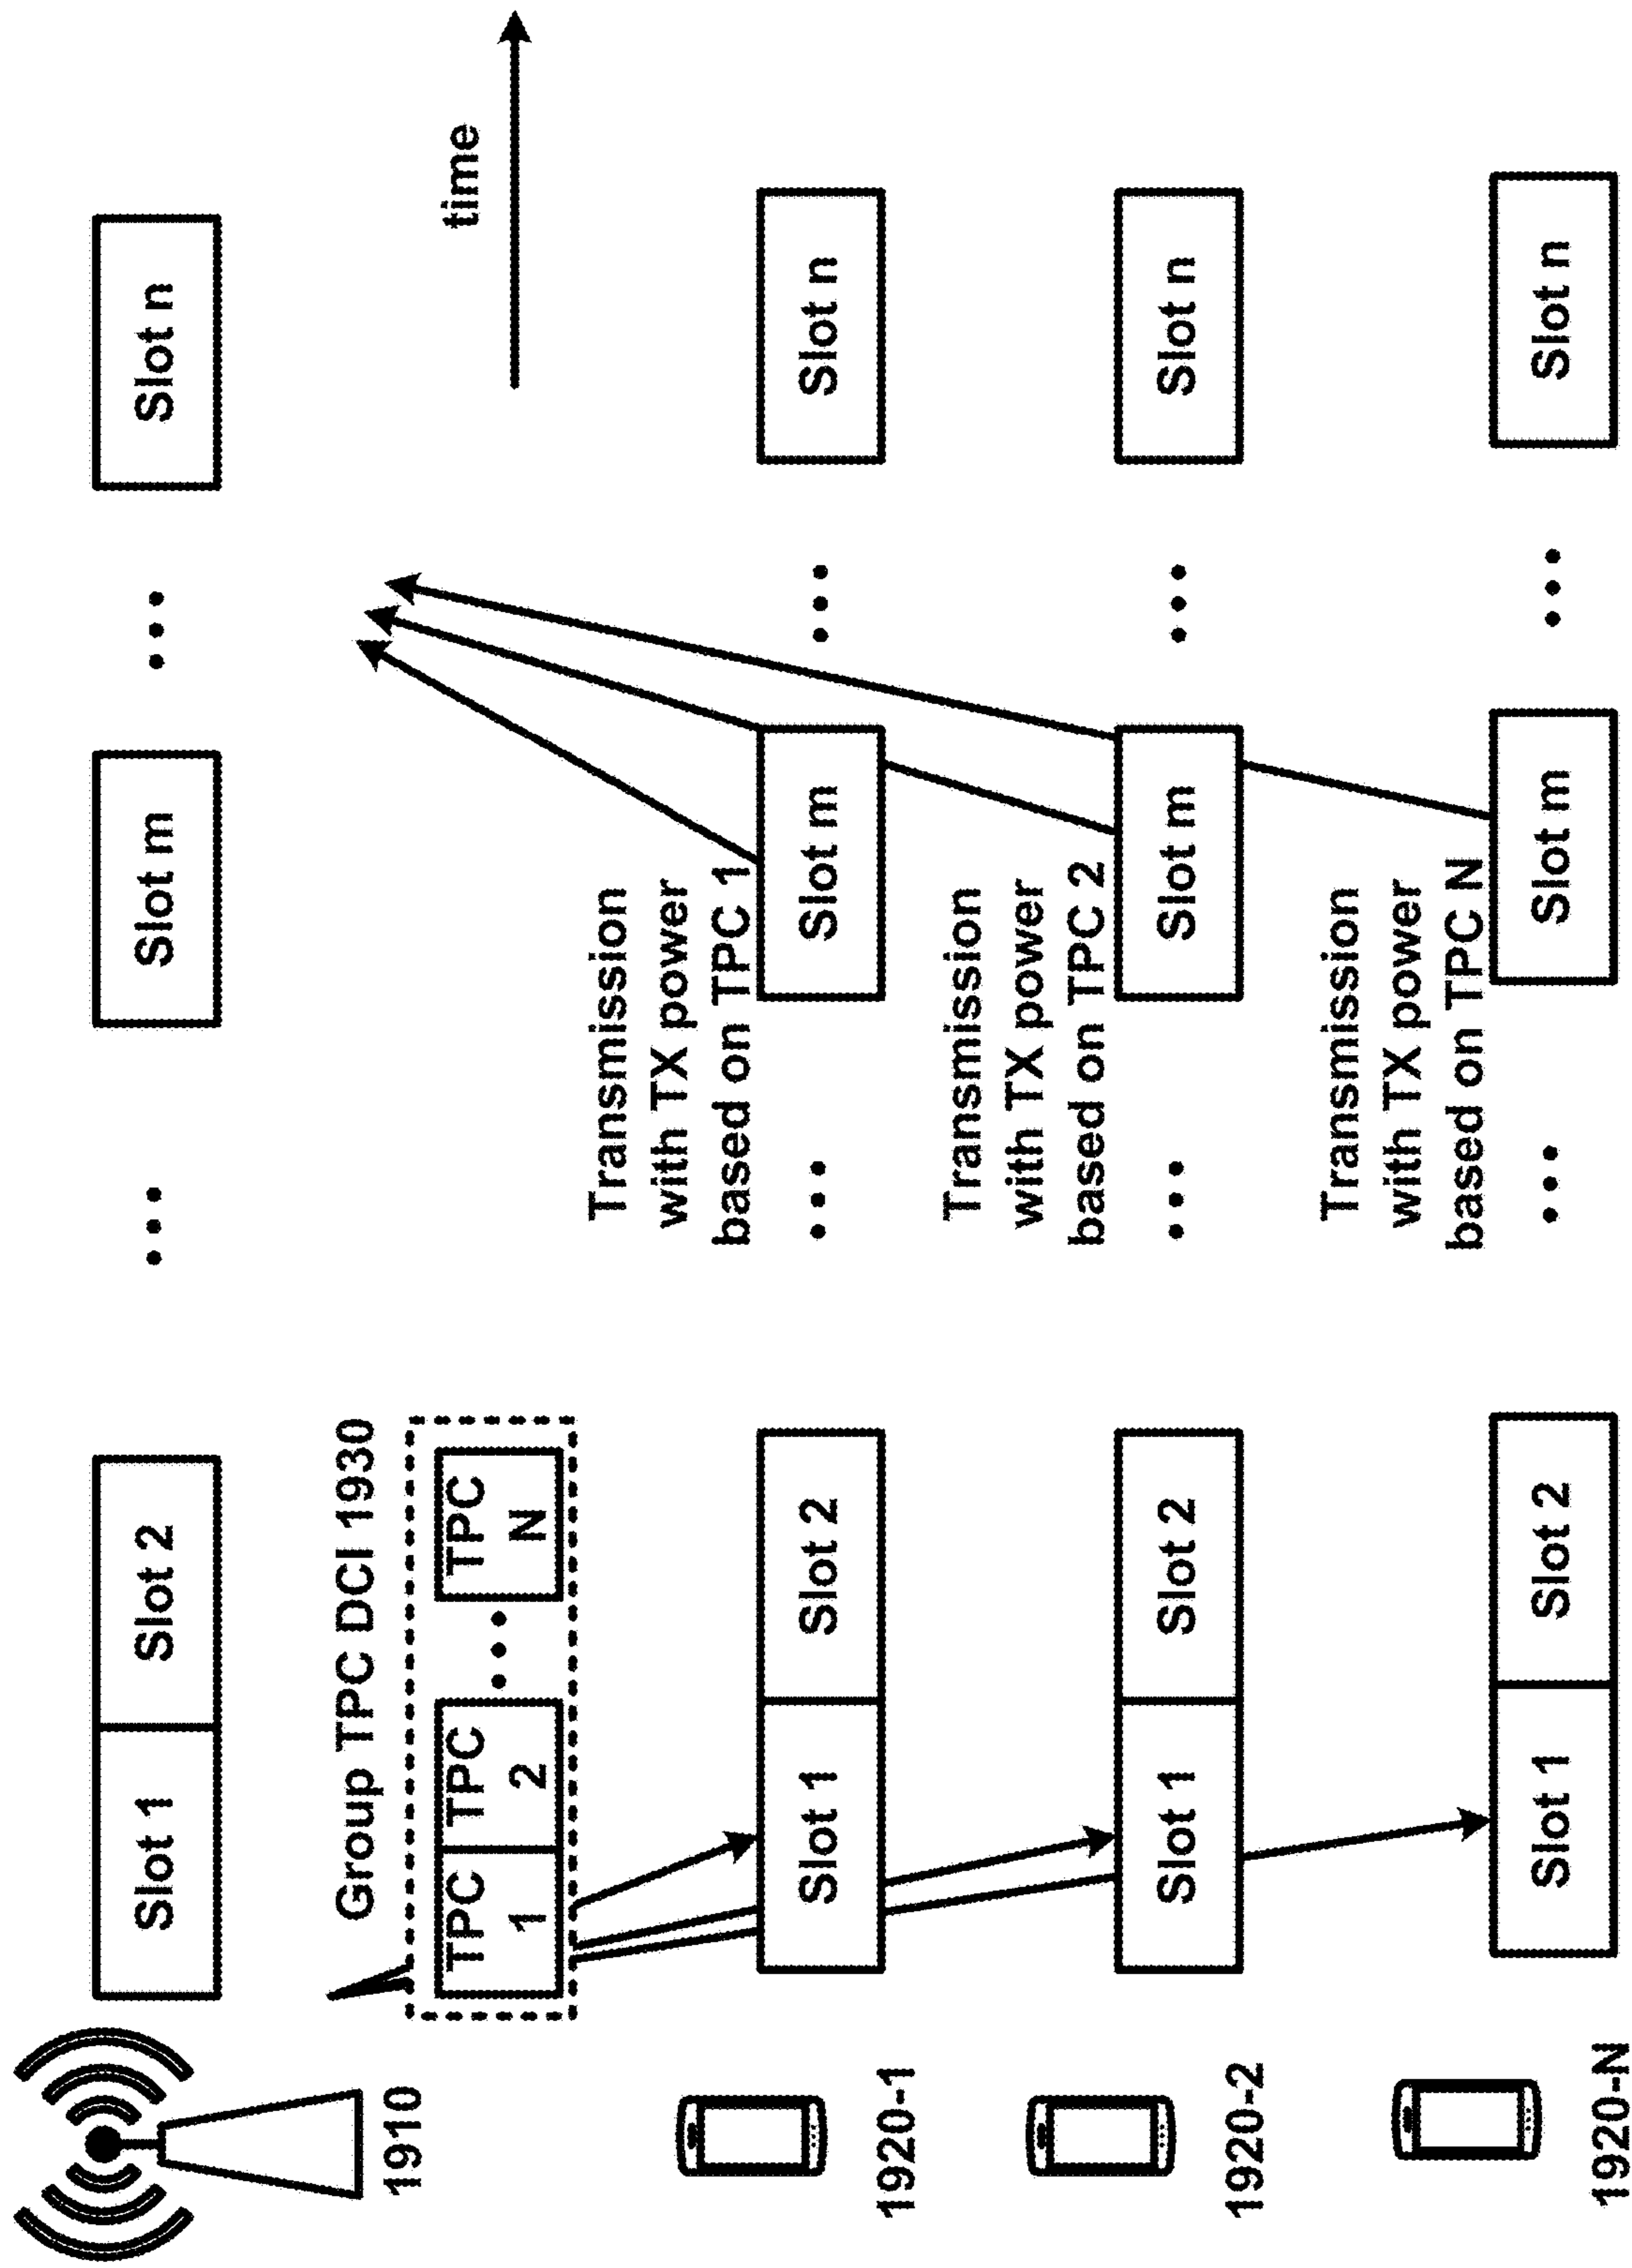 Slot 1
Slot 2
Slot m
Slot n
1910
Group TPC DCI 1930
time
TPC
1
TPC
2
TPC
N
Transmission
with TX power
based on TPC 1
1920-1
Slot 1
Slot 2
Slot m
Slot n
Transmission
with TX power
based on TPC 2
1920-2
Slot 1
Slot 2
Slot m
Slot n
Transmission
with TX power
based on TPC N
1920-N
Slot 1
Slot 2
Slot m
Slot n